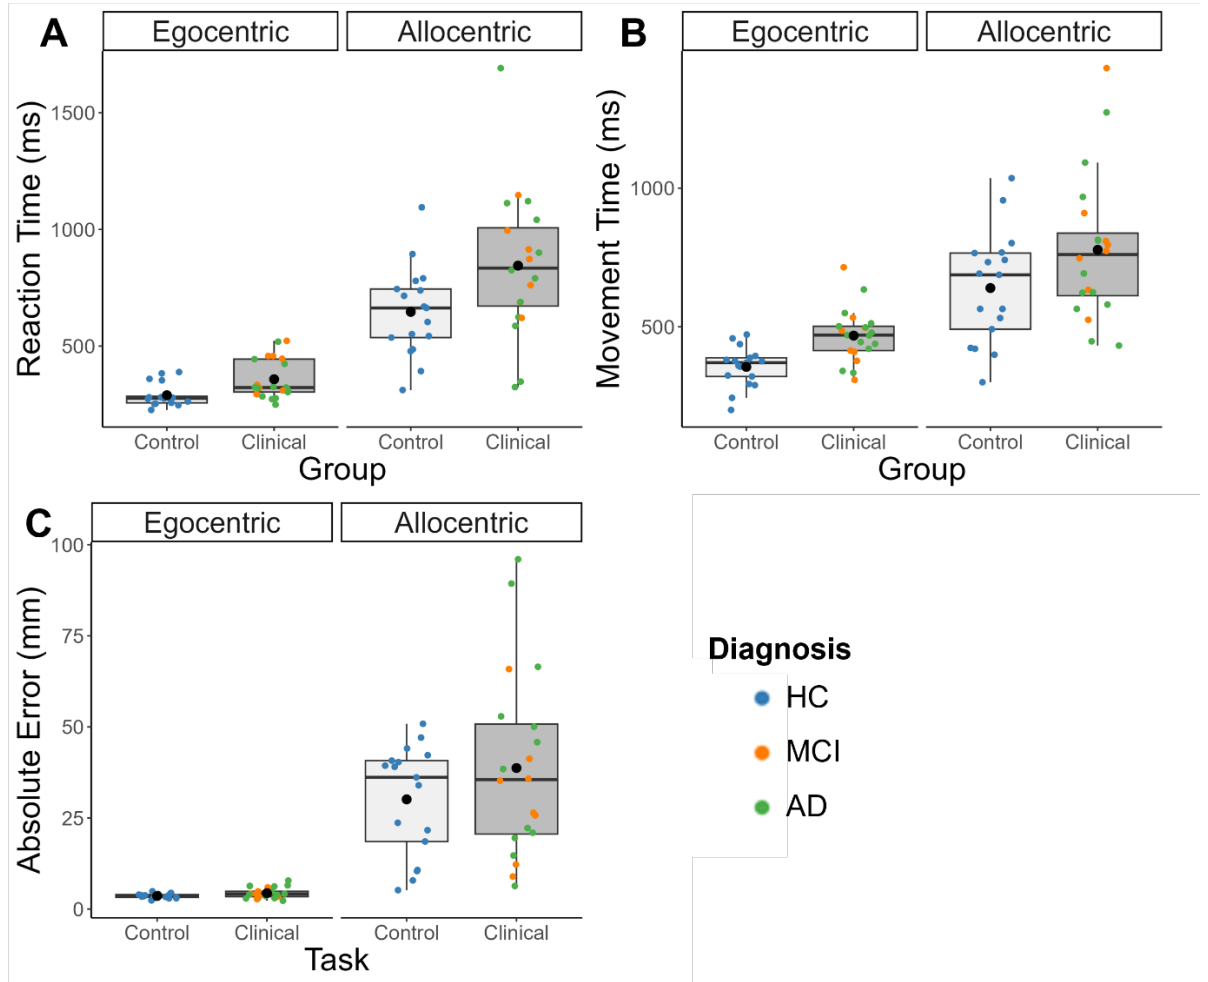 A
Egocentric
Allocentric
Reaction Time (ms)
1500
1000
500
Control
Clinical
Control
Clinical
Group
B
Egocentric
Allocentric
Movement Time (ms)
1000
500
Control
Clinical
Control
Clinical
Group
C
Egocentric
Allocentric
Absolute Error (mm)
100
75
50
25
0
Control
Clinical
Control
Clinical
Task
Diagnosis
HC
MCI
AD